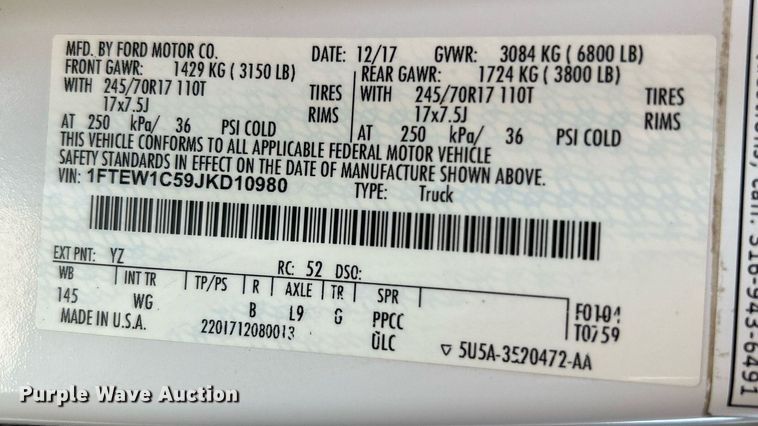 MFD. BY FORD MOTOR CO. DATE: 12/17 GVWR: 3084 KG ( 6800 LB)
FRONT GAWR: 1429 KG ( 3150 LB) REAR GAWR: 1724 KG ( 3800 LB)
WITH 245/70R17 110T TIRES WITH 245/70R17 110T TIRES
17x7.5J RIMS 17x7.5J RIMS
AT 250 kPa/ 36 PSI COLD AT 250 kPa/ 36 PSI COLD
THIS VEHICLE CONFORMS TO ALL APPLICABLE FEDERAL MOTOR VEHICLE
SAFETY STANDARDS IN EFFECT ON THE DATE OF MANUFACTURE SHOWN ABOVE.
VIN: 1FTEW1C59JKD10980 TYPE: Truck
EXT PNT: YZ RC: 52 DSO:
WB INT TR TP/PS R AXLE TR SPR
145 WG B L9 G PPCC F0104
MADE IN U.S.A. 2201712080013 ULC T0759
▽ 5U5A-3520472-AA
call: 316-943-6491
Purple Wave Auction